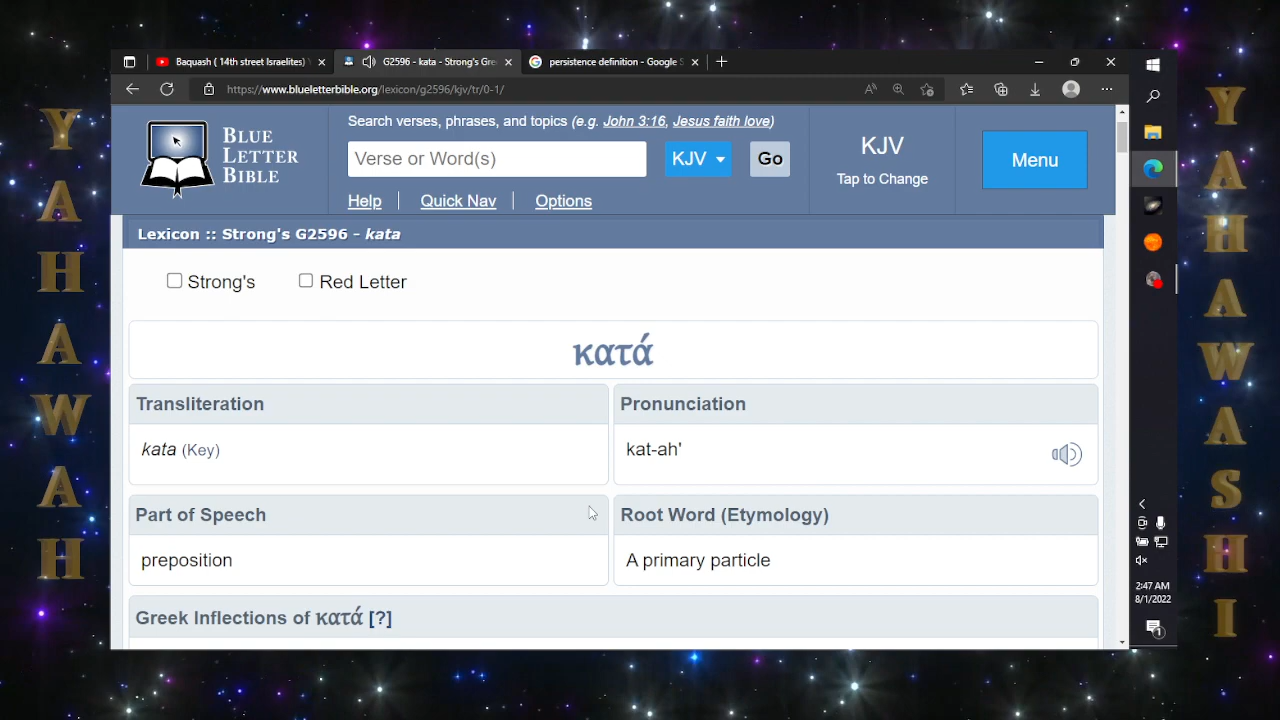 Baquash ( 14th street Israelites)
G2596 - kata - Strong's Gre
persistence definition - Google S
https://www.blueletterbible.org/lexicon/g2596/kjv/tr/0-1/
BLUE
LETTER
BIBLE
Search verses, phrases, and topics (e.g. John 3:16, Jesus faith love)
Verse or Word(s)
KJV
Go
Help
Quick Nav
Options
KJV
Tap to Change
Menu
Lexicon :: Strong's G2596 - kata
Strong's
Red Letter
κατά
Transliteration
kata (Key)
Pronunciation
kat-ah'
Part of Speech
preposition
Root Word (Etymology)
A primary particle
Greek Inflections of κατά [?]
2:47 AM
8/1/2022
1
Y
A
H
A
W
A
H
Y
A
H
A
W
A
S
H
I